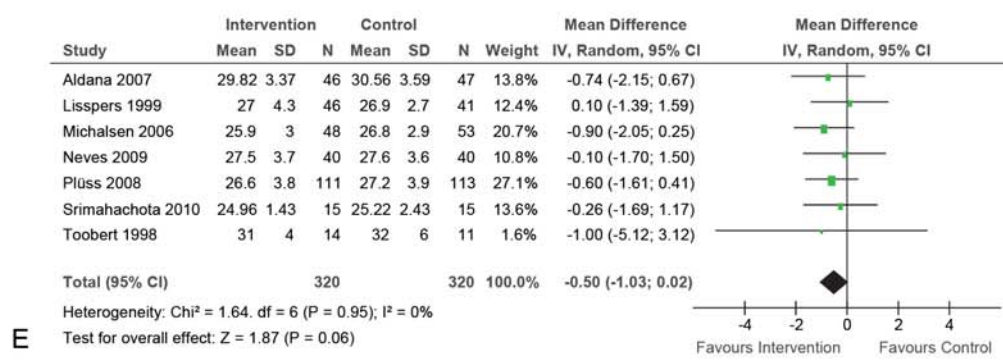 Intervention Control Mean Difference Mean Difference
Study Mean SD N Mean SD N Weight IV, Random, 95% CI IV, Random, 95% CI
Aldana 2007 29.82 3.37 46 30.56 3.59 47 13.8% -0.74 (-2.15; 0.67)
Lisspers 1999 27 4.3 46 26.9 2.7 41 12.4% 0.10 (-1.39; 1.59)
Michalsen 2006 25.9 3 48 26.8 2.9 53 20.7% -0.90 (-2.05; 0.25)
Neves 2009 27.5 3.7 40 27.6 3.6 40 10.8% -0.10 (-1.70; 1.50)
Plüss 2008 26.6 3.8 111 27.2 3.9 113 27.1% -0.60 (-1.61; 0.41)
Srimahachota 2010 24.96 1.43 15 25.22 2.43 15 13.6% -0.26 (-1.69; 1.17)
Toobert 1998 31 4 14 32 6 11 1.6% -1.00 (-5.12; 3.12)
Total (95% CI) 320 320 100.0% -0.50 (-1.03; 0.02)
Heterogeneity: Chi² = 1.64. df = 6 (P = 0.95); I² = 0%
Test for overall effect: Z = 1.87 (P = 0.06)
-4 -2 0 2 4
Favours Intervention Favours Control
E